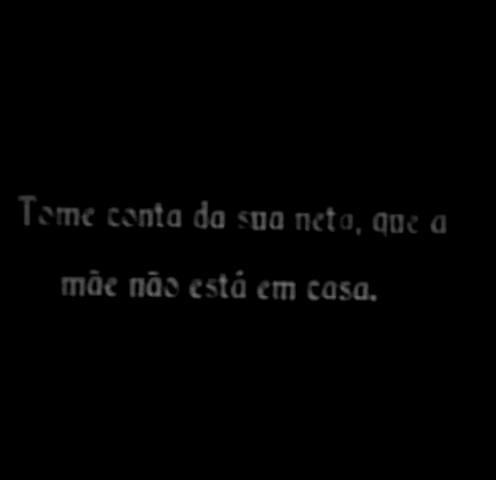 Tome conta da sua neta, que a
mãe não está em casa.